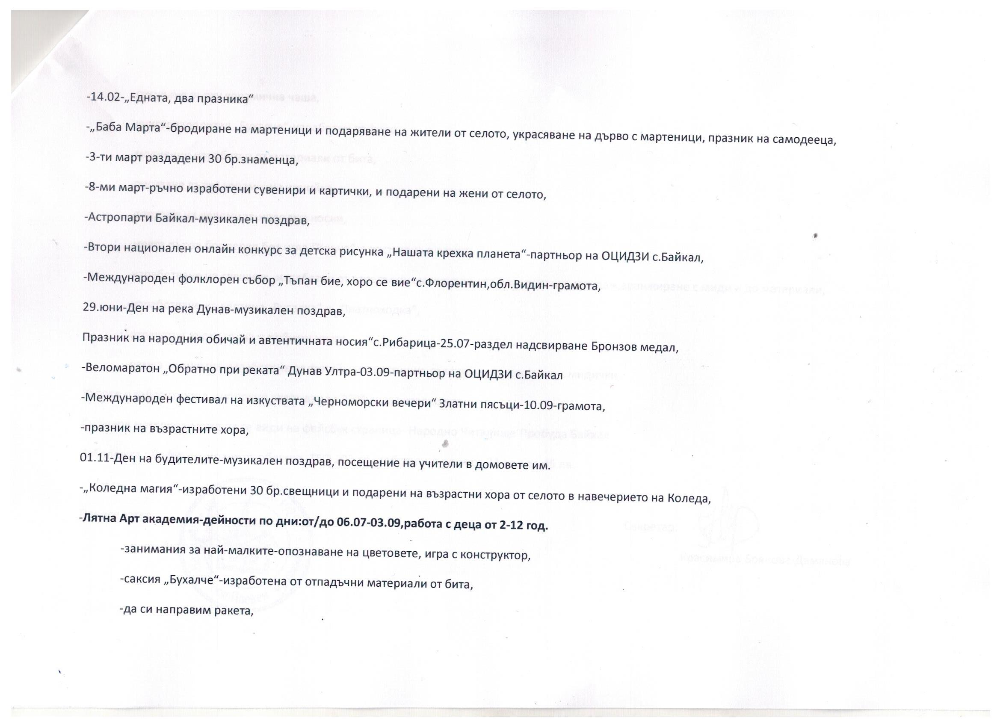 -14.02-„Едната, два празника“
-„Баба Марта“-бродиране на мартеници и подаряване на жители от селото, украсяване на дърво с мартеници, празник на самодееца,
-3-ти март раздадени 30 бр.знаменца,
-8-ми март-ръчно изработени сувенири и картички, и подарени на жени от селото,
-Астропарти Байкал-музикален поздрав,
-Втори национален онлайн конкурс за детска рисунка „Нашата крехка планета“-партньор на ОЦИДЗИ с.Байкал,
-Международен фолклорен събор „Тъпан бие, хоро се вие“с.Флорентин,обл.Видин-грамота,
29.юни-Ден на река Дунав-музикален поздрав,
Празник на народния обичай и автентичната носия“с.Рибарица-25.07-раздел надсвирване Бронзов медал,
-Веломаратон „Обратно при реката“ Дунав Ултра-03.09-партньор на ОЦИДЗИ с.Байкал
-Международен фестивал на изкуствата „Черноморски вечери“ Златни пясъци-10.09-грамота,
-празник на възрастните хора,
01.11-Ден на будителите-музикален поздрав, посещение на учители в домовете им.
-„Коледна магия“-изработени 30 бр.свещници и подарени на възрастни хора от селото в навечерието на Коледа,
-Лятна Арт академия-дейности по дни:от/до 06.07-03.09,работа с деца от 2-12 год.
-занимания за най-малките-опознаване на цветовете, игра с конструктор,
-саксия „Бухалче“-изработена от отпадъчни материали от бита,
-да си направим ракета,